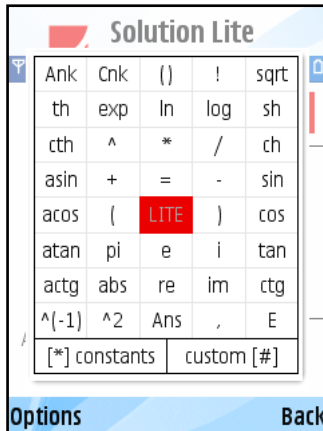 Solution Lite
Ank Cnk () ! sqrt
th exp ln log sh
cth ^ * / ch
asin + = - sin
acos ( LITE ) cos
atan pi e i tan
actg abs re im ctg
^(-1) ^2 Ans , E
[*] constants custom [#]
Options Back